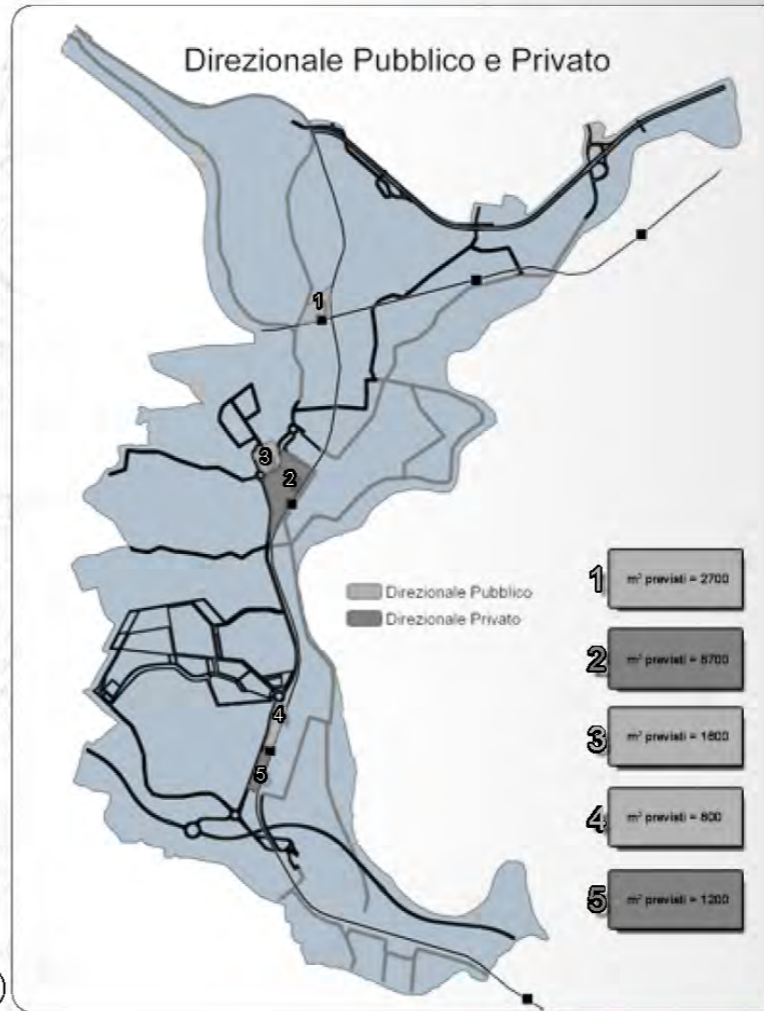 Direzionale Pubblico e Privato
1
3
2
4
5
Direzionale Pubblico
Direzionale Privato
1 m² previsti = 2700
2 m² previsti = 8700
3 m² previsti = 1600
4 m² previsti = 800
5 m² previsti = 1200